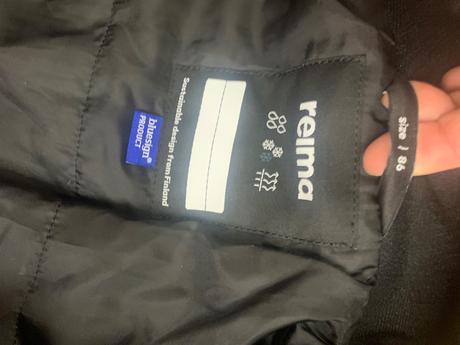 reima
Sustainable design from Finland
bluesign®
PRODUCT
size / 86